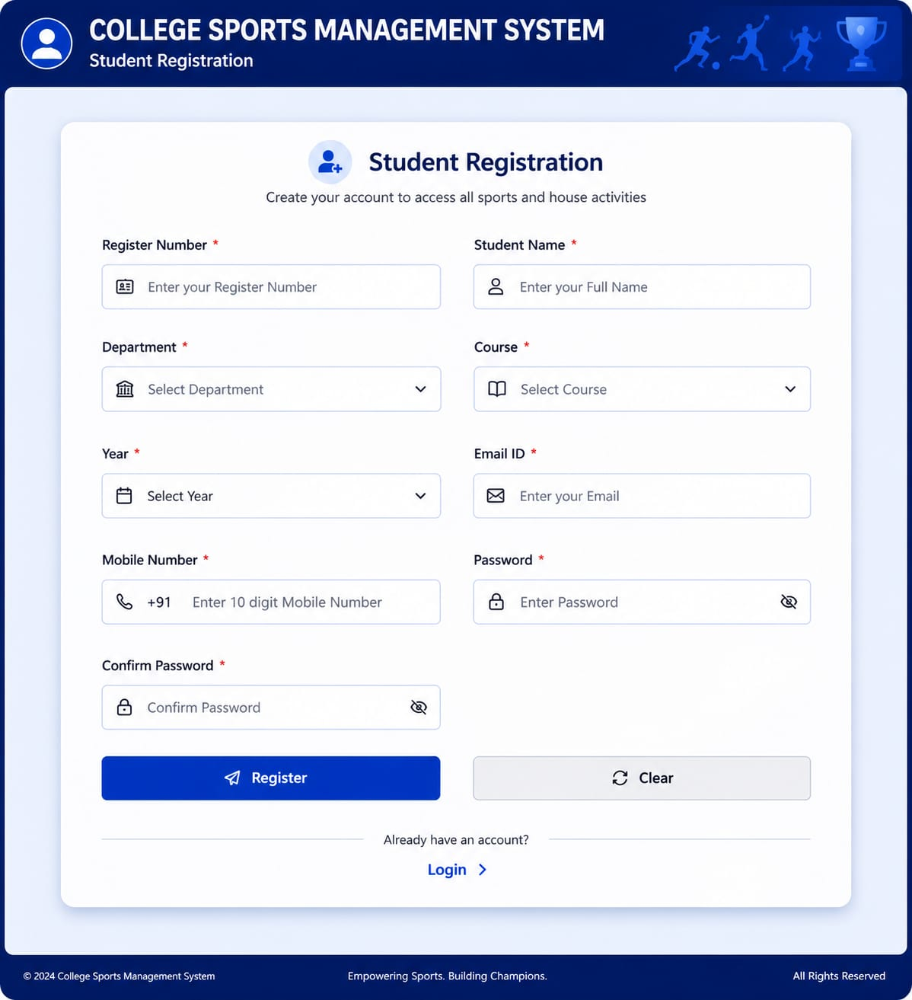 COLLEGE SPORTS MANAGEMENT SYSTEM
Student Registration
Student Registration
Create your account to access all sports and house activities
Register Number *
Student Name *
Enter your Register Number
Enter your Full Name
Department *
Course *
Select Department
Select Course
Year *
Email ID *
Select Year
Enter your Email
Mobile Number *
Password *
+91 Enter 10 digit Mobile Number
Enter Password
Confirm Password *
Confirm Password
Register
Clear
Already have an account?
Login
© 2024 College Sports Management System
Empowering Sports. Building Champions.
All Rights Reserved